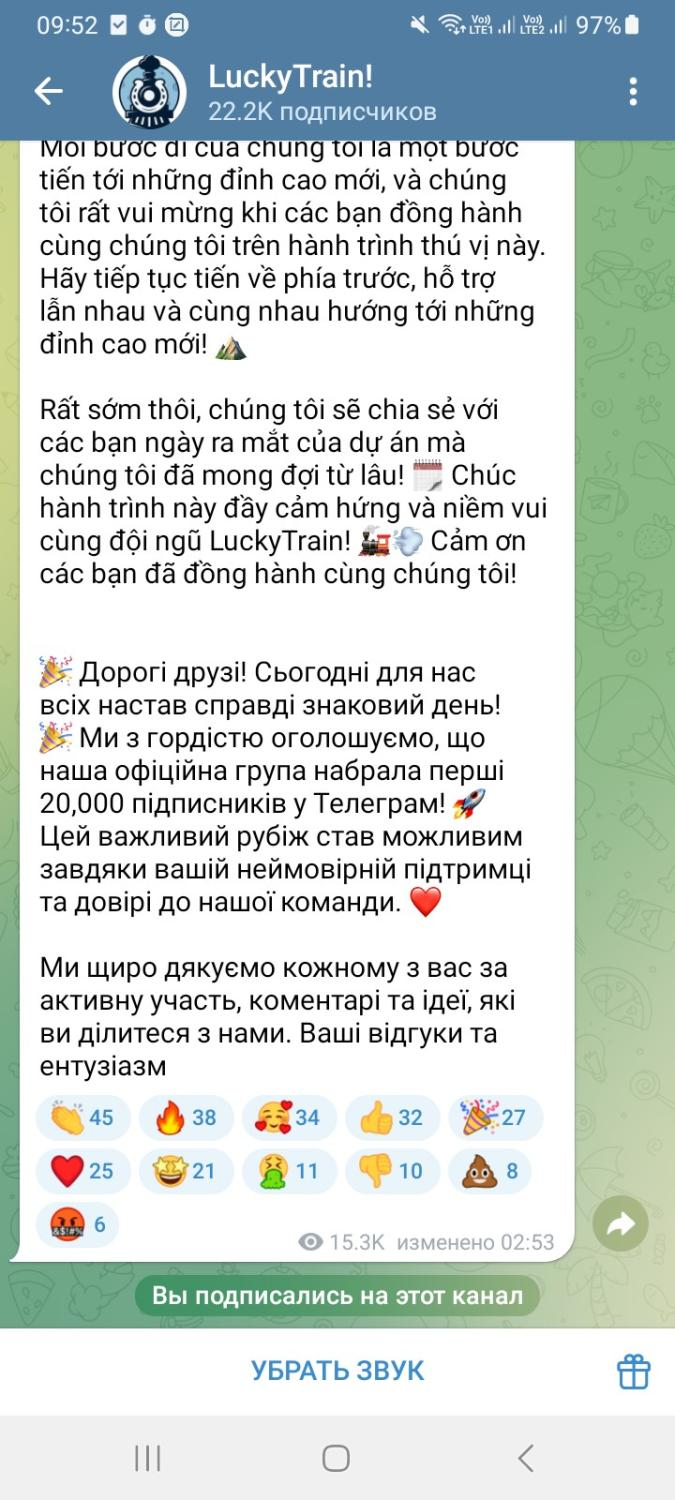 09:52
Vo)) LTE1 Vo)) LTE2 97%
LuckyTrain!
22.2K подписчиков
Mỗi bước đi của chúng tôi là một bước
tiến tới những đỉnh cao mới, và chúng
tôi rất vui mừng khi các bạn đồng hành
cùng chúng tôi trên hành trình thú vị này.
Hãy tiếp tục tiến về phía trước, hỗ trợ
lẫn nhau và cùng nhau hướng tới những
đỉnh cao mới! ⛰️
Rất sớm thôi, chúng tôi sẽ chia sẻ với
các bạn ngày ra mắt của dự án mà
chúng tôi đã mong đợi từ lâu! 🗓️ Chúc
hành trình này đầy cảm hứng và niềm vui
cùng đội ngũ LuckyTrain! 🚂💨 Cảm ơn
các bạn đã đồng hành cùng chúng tôi!
🎉 Дорогі друзі! Сьогодні для нас
всіх настав справді знаковий день!
🎉 Ми з гордістю оголошуємо, що
наша офіційна група набрала перші
20,000 підписників у Телеграм! 🚀
Цей важливий рубіж став можливим
завдяки вашій неймовірній підтримці
та довірі до нашої команди. ❤️
Ми щиро дякуємо кожному з вас за
активну участь, коментарі та ідеї, які
ви ділитеся з нами. Ваші відгуки та
ентузіазм
👏 45 🔥 38 🥰 34 👍 32 🎉 27
❤️ 25 🤩 21 🤮 11 👎 10 💩 8
🤬 6
15.3K изменено 02:53
Вы подписались на этот канал
УБРАТЬ ЗВУК